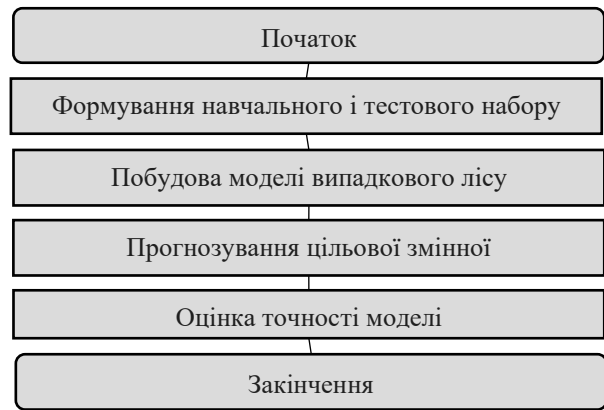 Початок
Формування навчального і тестового набору
Побудова моделі випадкового лісу
Прогнозування цільової змінної
Оцінка точності моделі
Закінчення